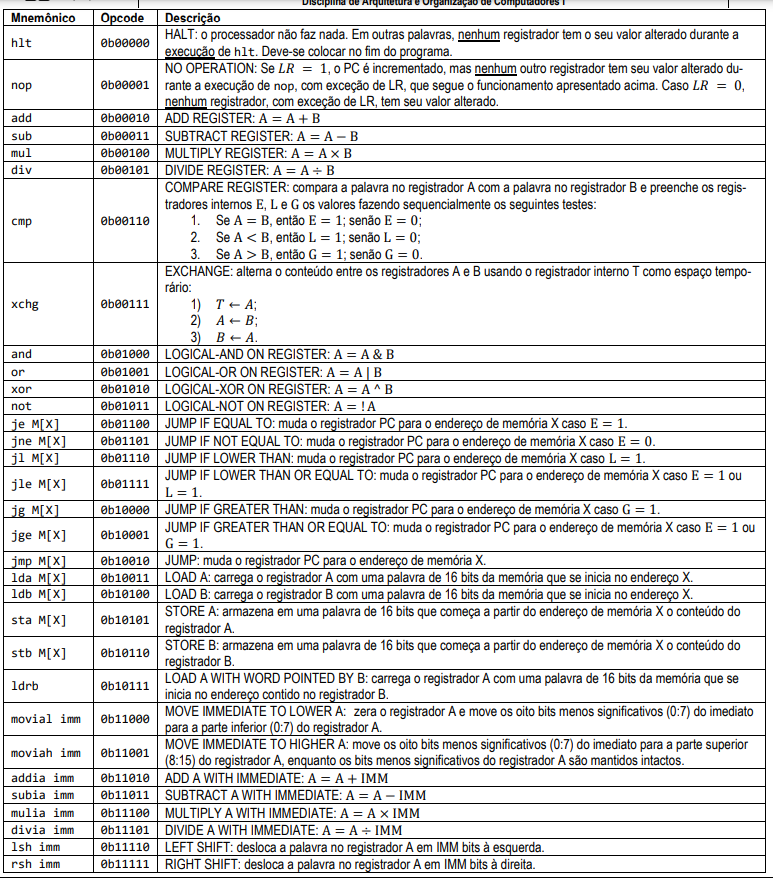 Disciplina de Arquitetura e Organização de Computadores I
Mnemônico Opcode Descrição
hlt 0b00000 HALT: o processador não faz nada. Em outras palavras, nenhum registrador tem o seu valor alterado durante a
execução de hlt. Deve-se colocar no fim do programa.
nop 0b00001 NO OPERATION: Se LR = 1, o PC é incrementado, mas nenhum outro registrador tem seu valor alterado du-
rante a execução de nop, com exceção de LR, que segue o funcionamento apresentado acima. Caso LR = 0,
nenhum registrador, com exceção de LR, tem seu valor alterado.
add 0b00010 ADD REGISTER: A = A + B
sub 0b00011 SUBTRACT REGISTER: A = A − B
mul 0b00100 MULTIPLY REGISTER: A = A × B
div 0b00101 DIVIDE REGISTER: A = A ÷ B
cmp 0b00110 COMPARE REGISTER: compara a palavra no registrador A com a palavra no registrador B e preenche os regis-
tradores internos E, L e G os valores fazendo sequencialmente os seguintes testes:
1. Se A = B, então E = 1; senão E = 0;
2. Se A < B, então L = 1; senão L = 0;
3. Se A > B, então G = 1; senão G = 0.
xchg 0b00111 EXCHANGE: alterna o conteúdo entre os registradores A e B usando o registrador interno T como espaço tempo-
rário:
1) T ← A;
2) A ← B;
3) B ← A.
and 0b01000 LOGICAL-AND ON REGISTER: A = A & B
or 0b01001 LOGICAL-OR ON REGISTER: A = A | B
xor 0b01010 LOGICAL-XOR ON REGISTER: A = A ^ B
not 0b01011 LOGICAL-NOT ON REGISTER: A = ! A
je M[X] 0b01100 JUMP IF EQUAL TO: muda o registrador PC para o endereço de memória X caso E = 1.
jne M[X] 0b01101 JUMP IF NOT EQUAL TO: muda o registrador PC para o endereço de memória X caso E = 0.
jl M[X] 0b01110 JUMP IF LOWER THAN: muda o registrador PC para o endereço de memória X caso L = 1.
jle M[X] 0b01111 JUMP IF LOWER THAN OR EQUAL TO: muda o registrador PC para o endereço de memória X caso E = 1 ou
L = 1.
jg M[X] 0b10000 JUMP IF GREATER THAN: muda o registrador PC para o endereço de memória X caso G = 1.
jge M[X] 0b10001 JUMP IF GREATER THAN OR EQUAL TO: muda o registrador PC para o endereço de memória X caso E = 1 ou
G = 1.
jmp M[X] 0b10010 JUMP: muda o registrador PC para o endereço de memória X.
lda M[X] 0b10011 LOAD A: carrega o registrador A com uma palavra de 16 bits da memória que se inicia no endereço X.
ldb M[X] 0b10100 LOAD B: carrega o registrador B com uma palavra de 16 bits da memória que se inicia no endereço X.
sta M[X] 0b10101 STORE A: armazena em uma palavra de 16 bits que começa a partir do endereço de memória X o conteúdo do
registrador A.
stb M[X] 0b10110 STORE B: armazena em uma palavra de 16 bits que começa a partir do endereço de memória X o conteúdo do
registrador B.
ldrb 0b10111 LOAD A WITH WORD POINTED BY B: carrega o registrador A com uma palavra de 16 bits da memória que se
inicia no endereço contido no registrador B.
movial imm 0b11000 MOVE IMMEDIATE TO LOWER A: zera o registrador A e move os oito bits menos significativos (0:7) do imediato
para a parte inferior (0:7) do registrador A.
moviah imm 0b11001 MOVE IMMEDIATE TO HIGHER A: move os oito bits menos significativos (0:7) do imediato para a parte superior
(8:15) do registrador A, enquanto os bits menos significativos do registrador A são mantidos intactos.
addia imm 0b11010 ADD A WITH IMMEDIATE: A = A + IMM
subia imm 0b11011 SUBTRACT A WITH IMMEDIATE: A = A − IMM
mulia imm 0b11100 MULTIPLY A WITH IMMEDIATE: A = A × IMM
divia imm 0b11101 DIVIDE A WITH IMMEDIATE: A = A ÷ IMM
lsh imm 0b11110 LEFT SHIFT: desloca a palavra no registrador A em IMM bits à esquerda.
rsh imm 0b11111 RIGHT SHIFT: desloca a palavra no registrador A em IMM bits à direita.